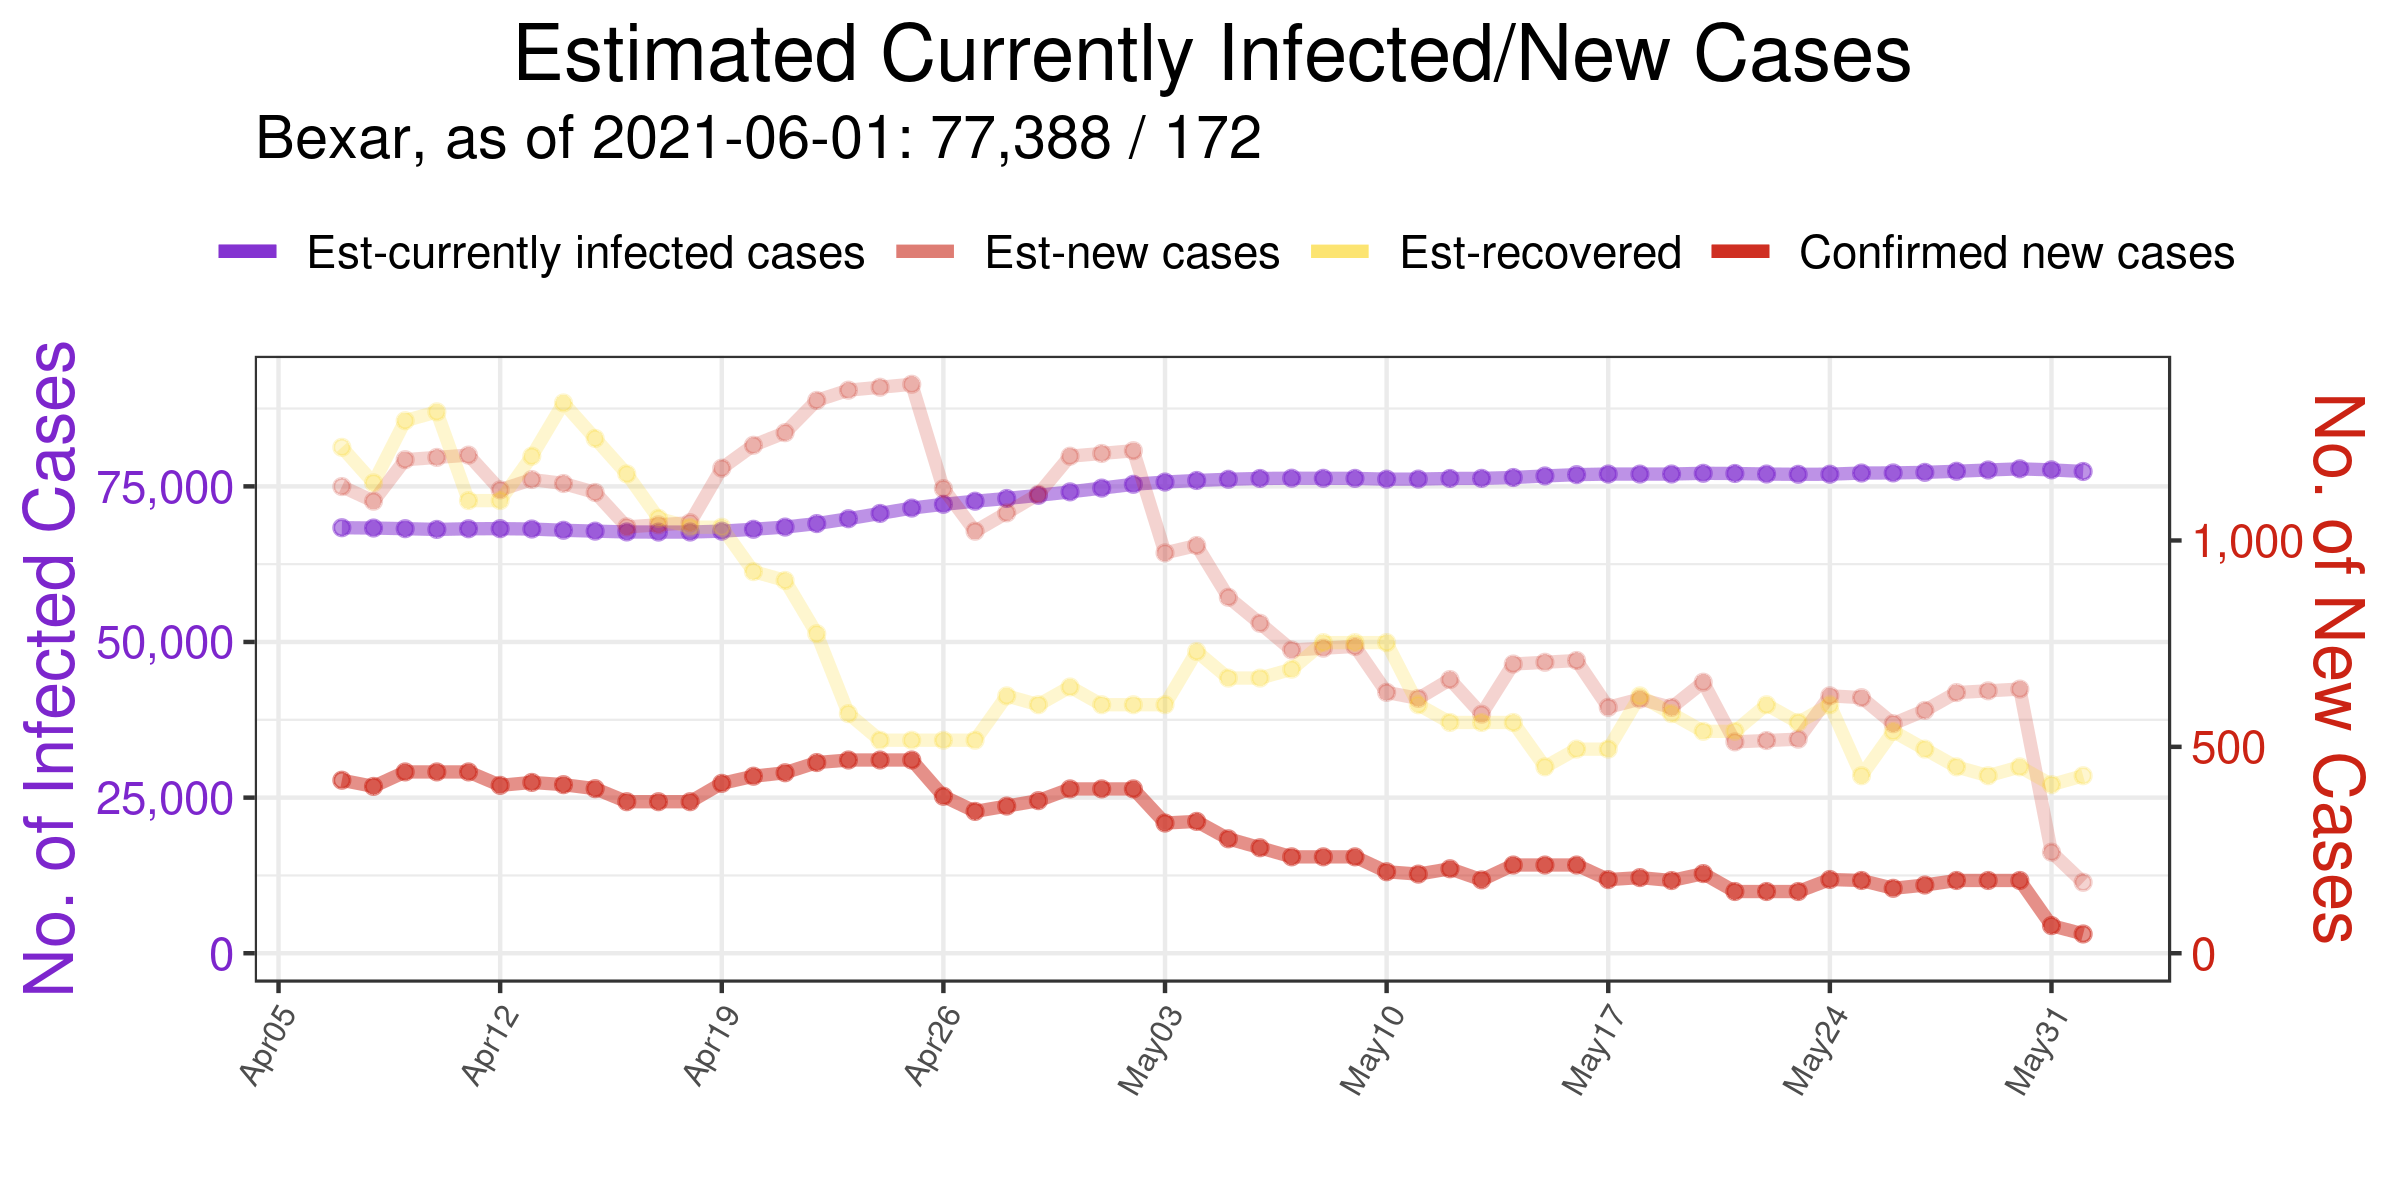 Estimated Currently Infected/New Cases
Bexar, as of 2021-06-01: 77,388 / 172
Est-currently infected cases Est-new cases Est-recovered Confirmed new cases
No. of Infected Cases
75,000
50,000
25,000
0
1,000
500
0
No. of New Cases
Apr05 Apr12 Apr19 Apr26 May03 May10 May17 May24 May31